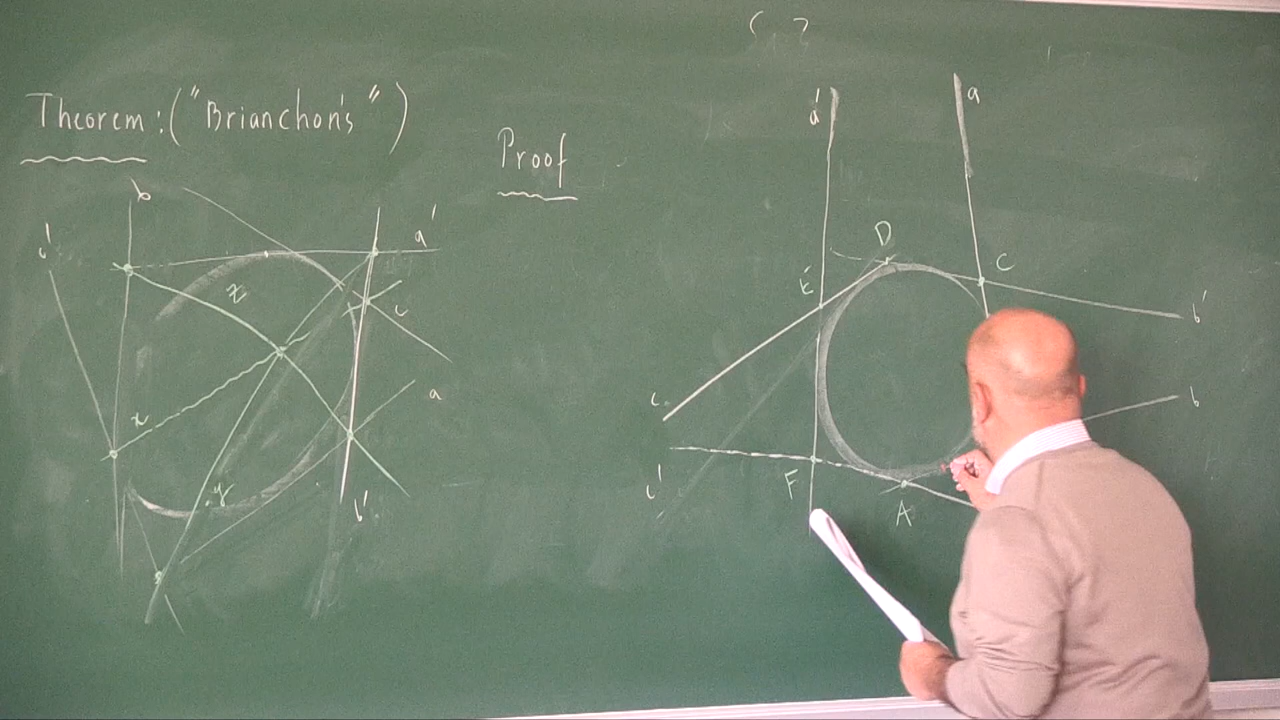 Theorem: ("Brianchon's")
Proof
b
c'
a'
z
c
x
a
y
b'
a'
a
D
C
E
b'
c
b
c'
F
A